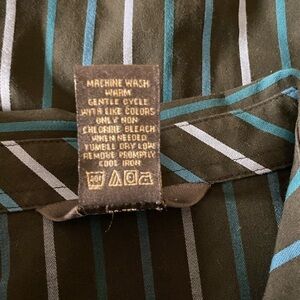 MACHINE WASH
WARM
GENTLE CYCLE
WITH LIKE COLORS
ONLY NON
CHLORINE BLEACH
WHEN NEEDED
TUMBLE DRY LOW
REMOVE PROMPTLY
COOL IRON